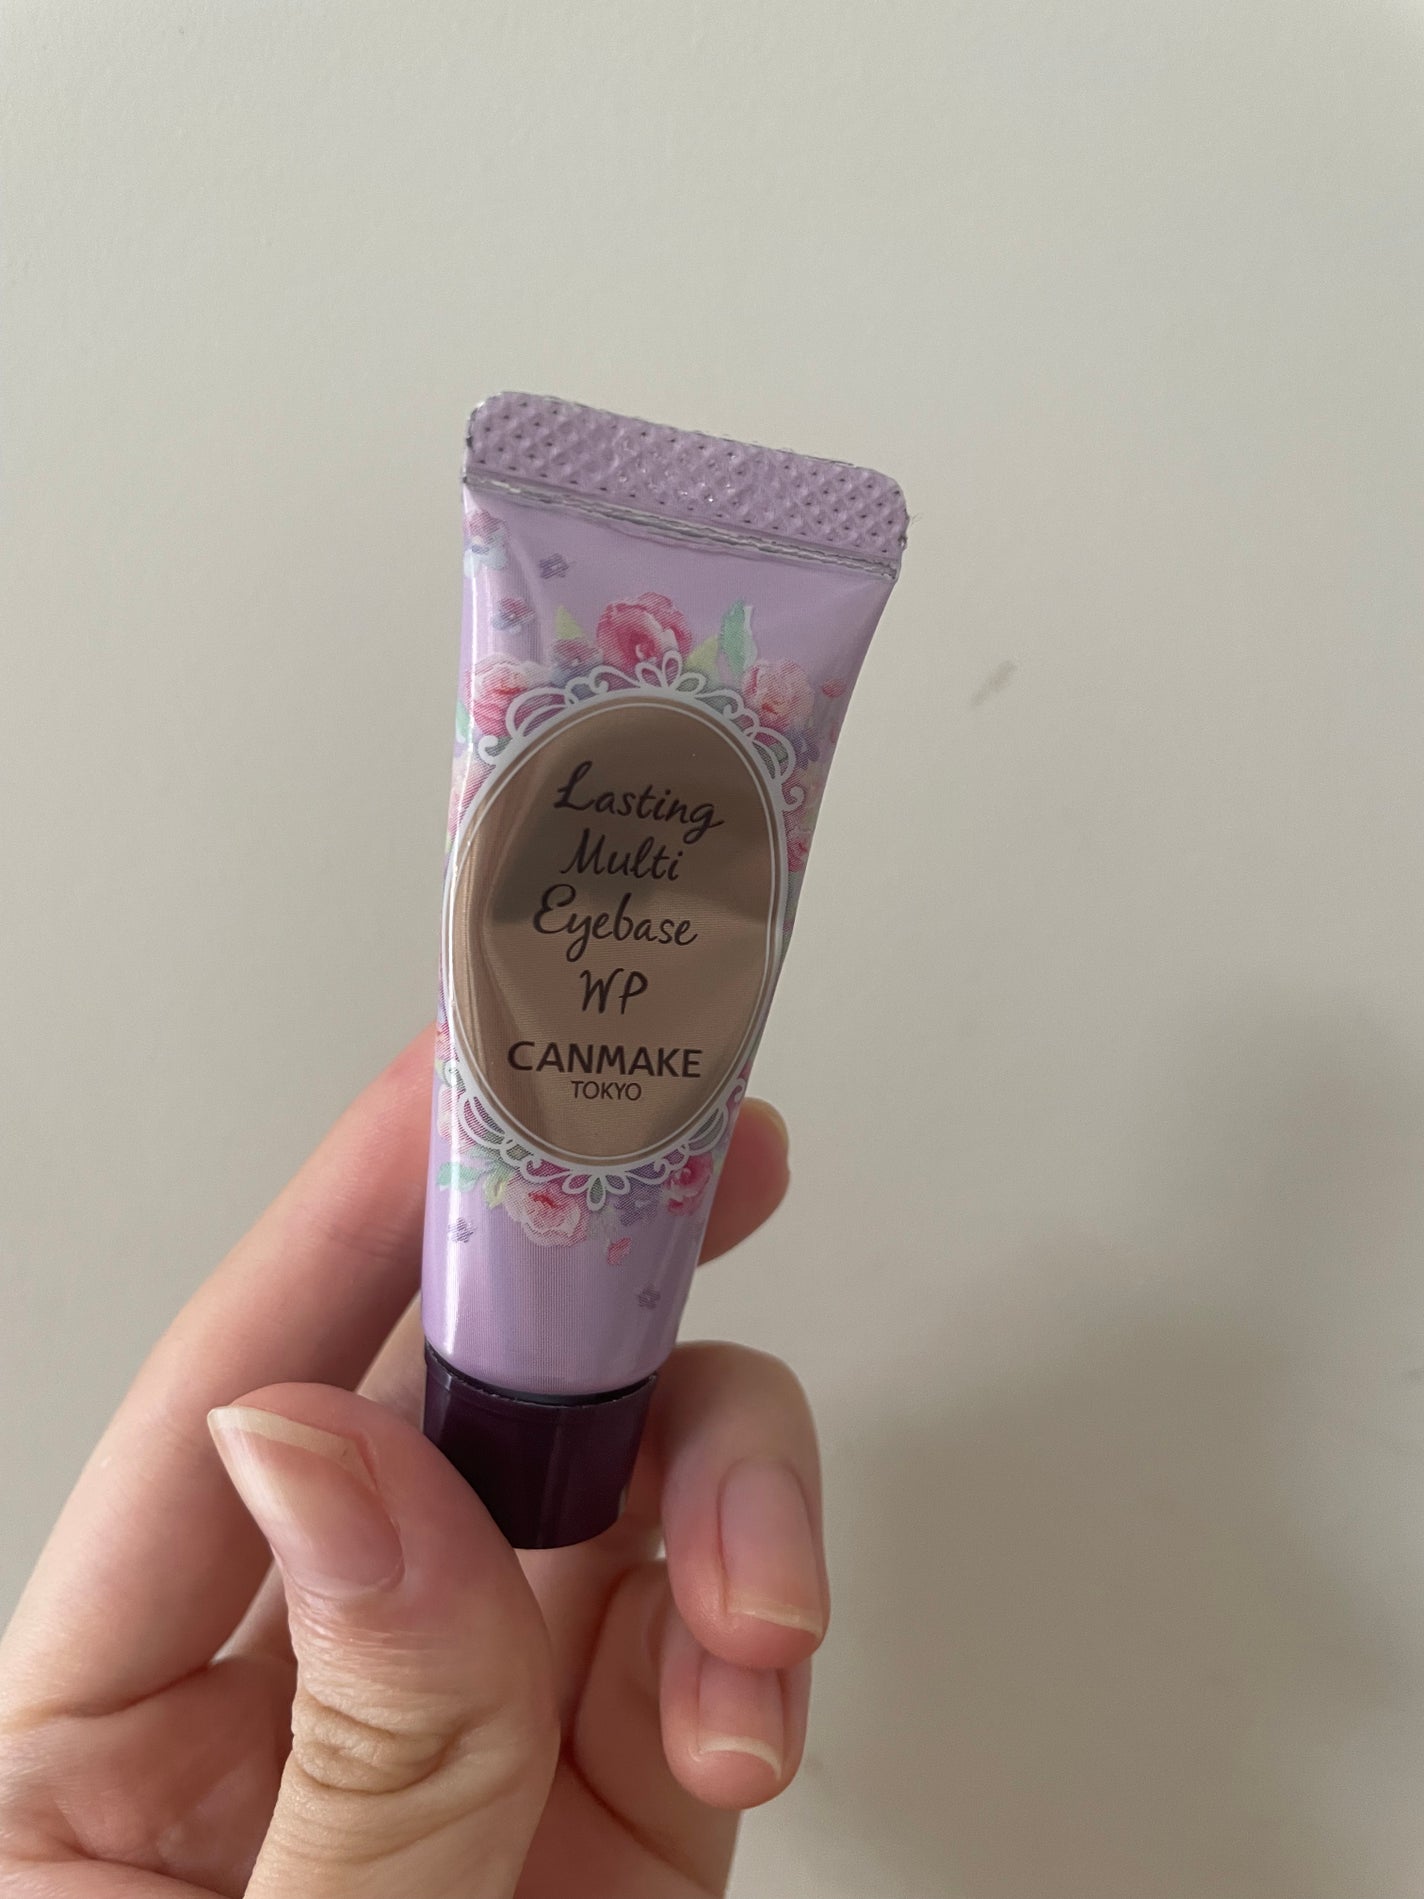 Lasting
Multi
Eyebase
WP
CANMAKE
TOKYO